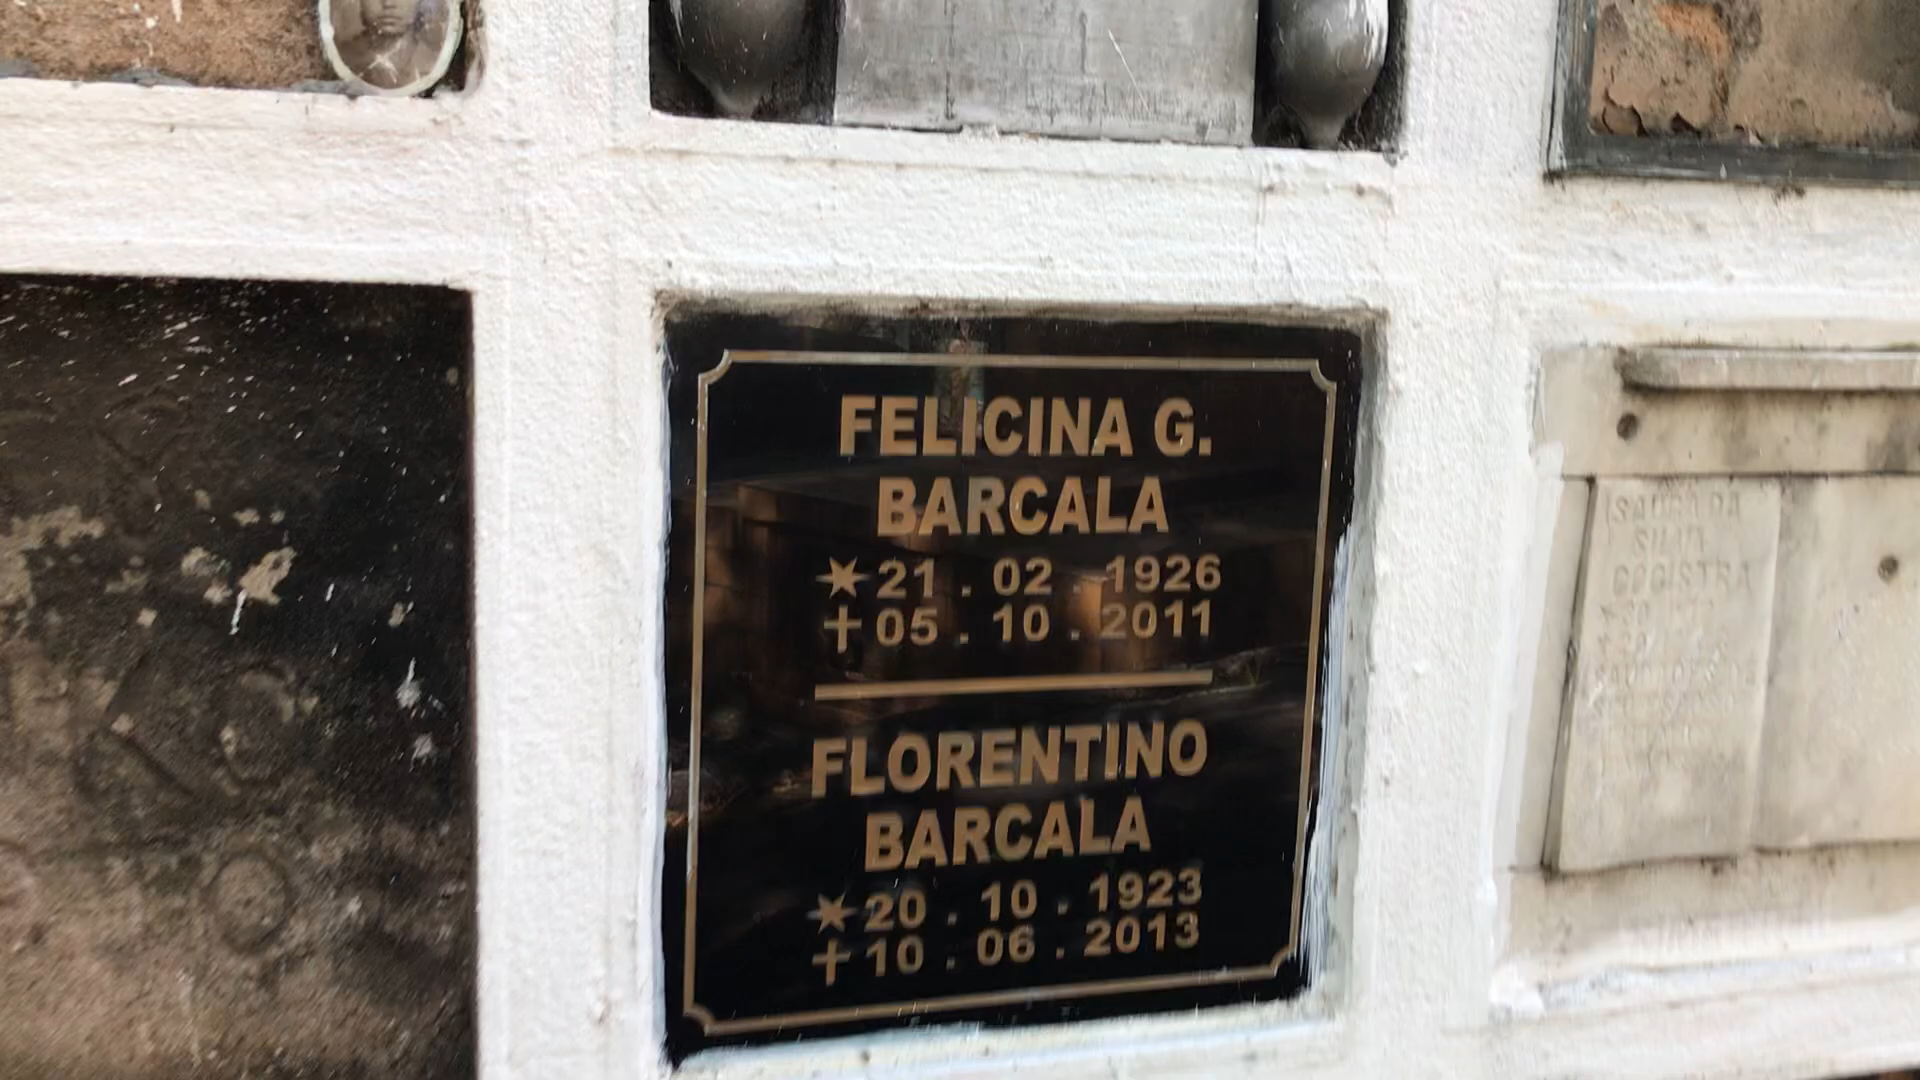 FELICINA G.
BARCALA
21 . 02 . 1926
05 . 10 . 2011
FLORENTINO
BARCALA
20 . 10 . 1923
10 . 06 . 2013